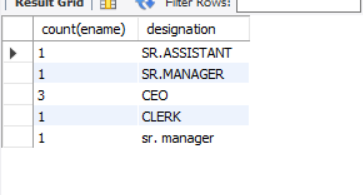 Result Grid Filter Rows:
count(ename) designation
1 SR.ASSISTANT
1 SR.MANAGER
3 CEO
1 CLERK
1 sr. manager